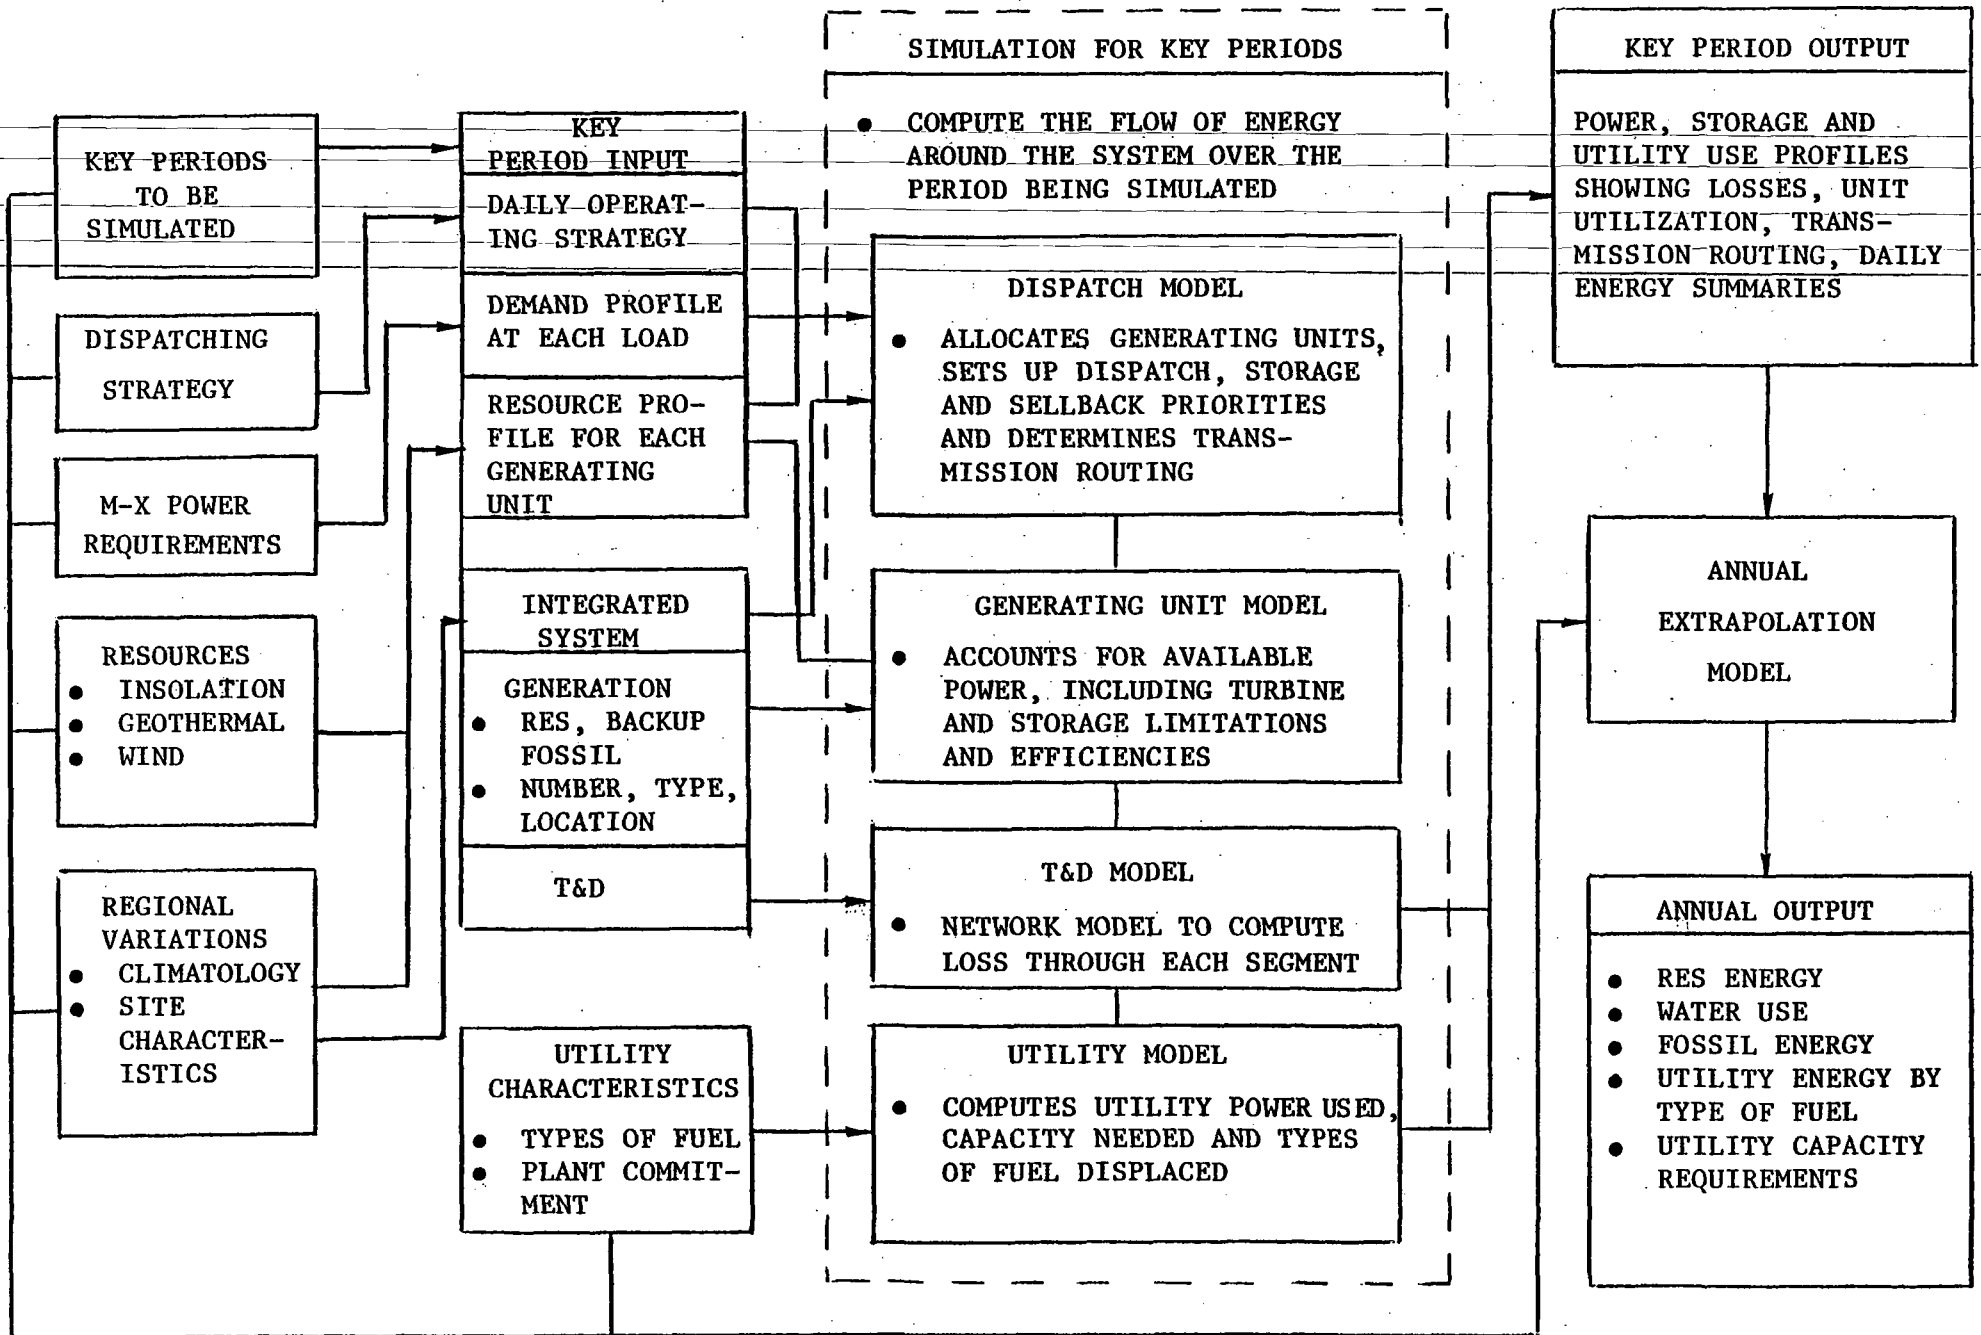 KEY PERIODS
TO BE
SIMULATED
DISPATCHING
STRATEGY
M-X POWER
REQUIREMENTS
RESOURCES
● INSOLATION
● GEOTHERMAL
● WIND
REGIONAL
VARIATIONS
● CLIMATOLOGY
● SITE
CHARACTER-
ISTICS
KEY
PERIOD INPUT
DAILY OPERAT-
ING STRATEGY
DEMAND PROFILE
AT EACH LOAD
RESOURCE PRO-
FILE FOR EACH
GENERATING
UNIT
INTEGRATED
SYSTEM
GENERATION
● RES, BACKUP
FOSSIL
● NUMBER, TYPE,
LOCATION
T&D
UTILITY
CHARACTERISTICS
● TYPES OF FUEL
● PLANT COMMIT-
MENT
SIMULATION FOR KEY PERIODS
● COMPUTE THE FLOW OF ENERGY
AROUND THE SYSTEM OVER THE
PERIOD BEING SIMULATED
DISPATCH MODEL
● ALLOCATES GENERATING UNITS,
SETS UP DISPATCH, STORAGE
AND SELLBACK PRIORITIES
AND DETERMINES TRANS-
MISSION ROUTING
GENERATING UNIT MODEL
● ACCOUNTS FOR AVAILABLE
POWER, INCLUDING TURBINE
AND STORAGE LIMITATIONS
AND EFFICIENCIES
T&D MODEL
● NETWORK MODEL TO COMPUTE
LOSS THROUGH EACH SEGMENT
UTILITY MODEL
● COMPUTES UTILITY POWER USED,
CAPACITY NEEDED AND TYPES
OF FUEL DISPLACED
KEY PERIOD OUTPUT
POWER, STORAGE AND
UTILITY USE PROFILES
SHOWING LOSSES, UNIT
UTILIZATION, TRANS-
MISSION ROUTING, DAILY
ENERGY SUMMARIES
ANNUAL
EXTRAPOLATION
MODEL
ANNUAL OUTPUT
● RES ENERGY
● WATER USE
● FOSSIL ENERGY
● UTILITY ENERGY BY
TYPE OF FUEL
● UTILITY CAPACITY
REQUIREMENTS